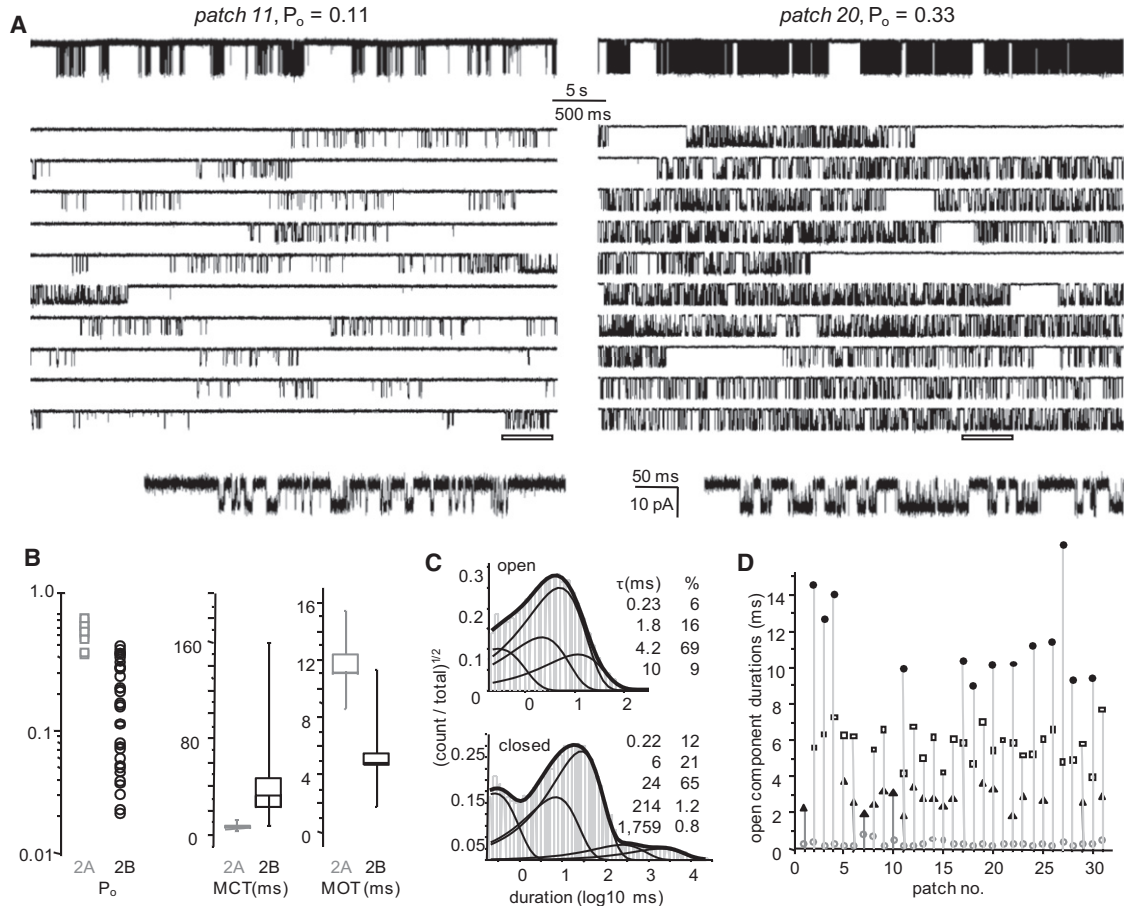 A
patch 11, Pₒ = 0.11
patch 20, Pₒ = 0.33
5 s
500 ms
50 ms
10 pA
B
1.0
0.1
0.01
2A 2B
Pₒ
160
80
0
2A 2B
MCT(ms)
16
12
8
4
0
2A 2B
MOT (ms)
C
(count / total)^1/2
open
0.3
0.2
0.1
0
0 1 2
τ(ms) %
0.23 6
1.8 16
4.2 69
10 9
closed
0.25
0.15
0.05
0.22 12
6 21
24 65
214 1.2
1,759 0.8
0 1 2 3 4
duration (log10 ms)
D
open component durations (ms)
14
12
10
8
6
4
2
0
0 5 10 15 20 25 30
patch no.